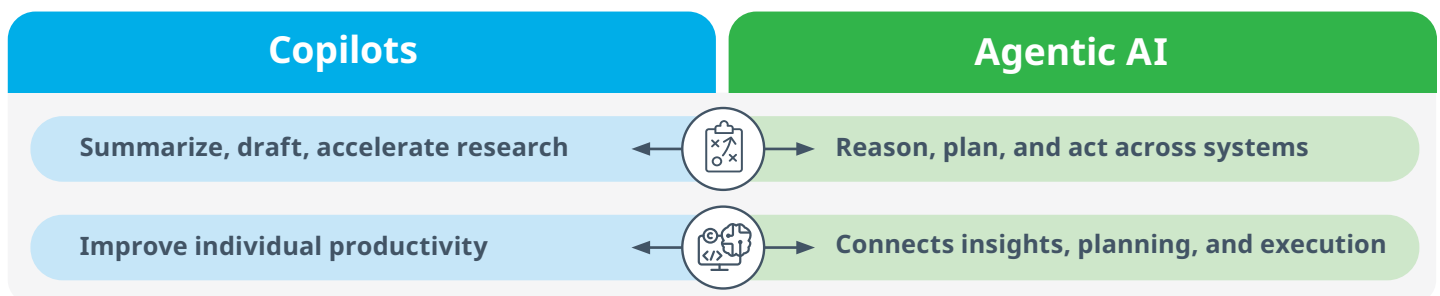 Copilots
Agentic AI
Summarize, draft, accelerate research
Reason, plan, and act across systems
Improve individual productivity
Connects insights, planning, and execution